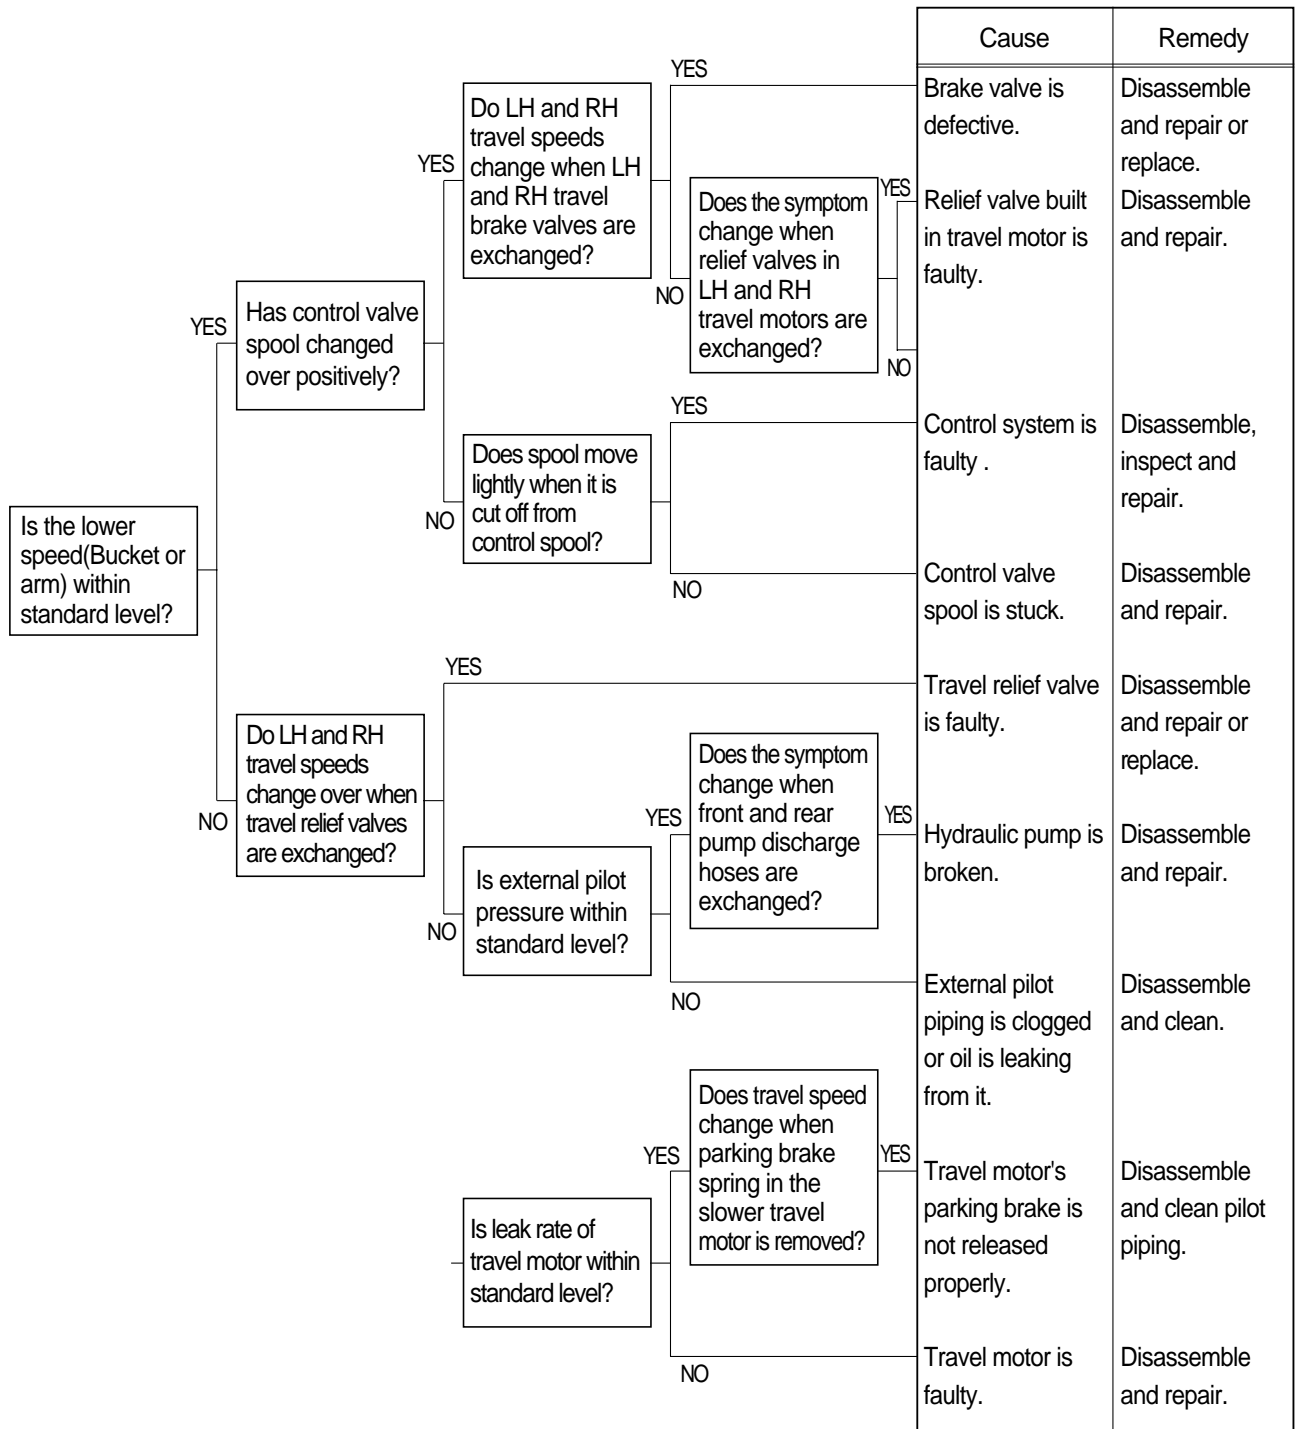 Cause
Remedy
YES
Brake valve is
defective.
Disassemble
and repair or
replace.
Do LH and RH
travel speeds
change when LH
and RH travel
brake valves are
exchanged?
YES
YES
Relief valve built
in travel motor is
faulty.
Disassemble
and repair.
Does the symptom
change when
relief valves in
LH and RH
travel motors are
exchanged?
NO
NO
YES
Has control valve
spool changed
over positively?
YES
Control system is
faulty .
Disassemble,
inspect and
repair.
Does spool move
lightly when it is
cut off from
control spool?
NO
Is the lower
speed(Bucket or
arm) within
standard level?
NO
Control valve
spool is stuck.
Disassemble
and repair.
YES
Travel relief valve
is faulty.
Disassemble
and repair or
replace.
Do LH and RH
travel speeds
change over when
travel relief valves
are exchanged?
NO
Does the symptom
change when
front and rear
pump discharge
hoses are
exchanged?
YES
YES
Hydraulic pump is
broken.
Disassemble
and repair.
Is external pilot
pressure within
standard level?
NO
NO
External pilot
piping is clogged
or oil is leaking
from it.
Disassemble
and clean.
Does travel speed
change when
parking brake
spring in the
slower travel
motor is removed?
YES
YES
Travel motor's
parking brake is
not released
properly.
Disassemble
and clean pilot
piping.
Is leak rate of
travel motor within
standard level?
NO
Travel motor is
faulty.
Disassemble
and repair.